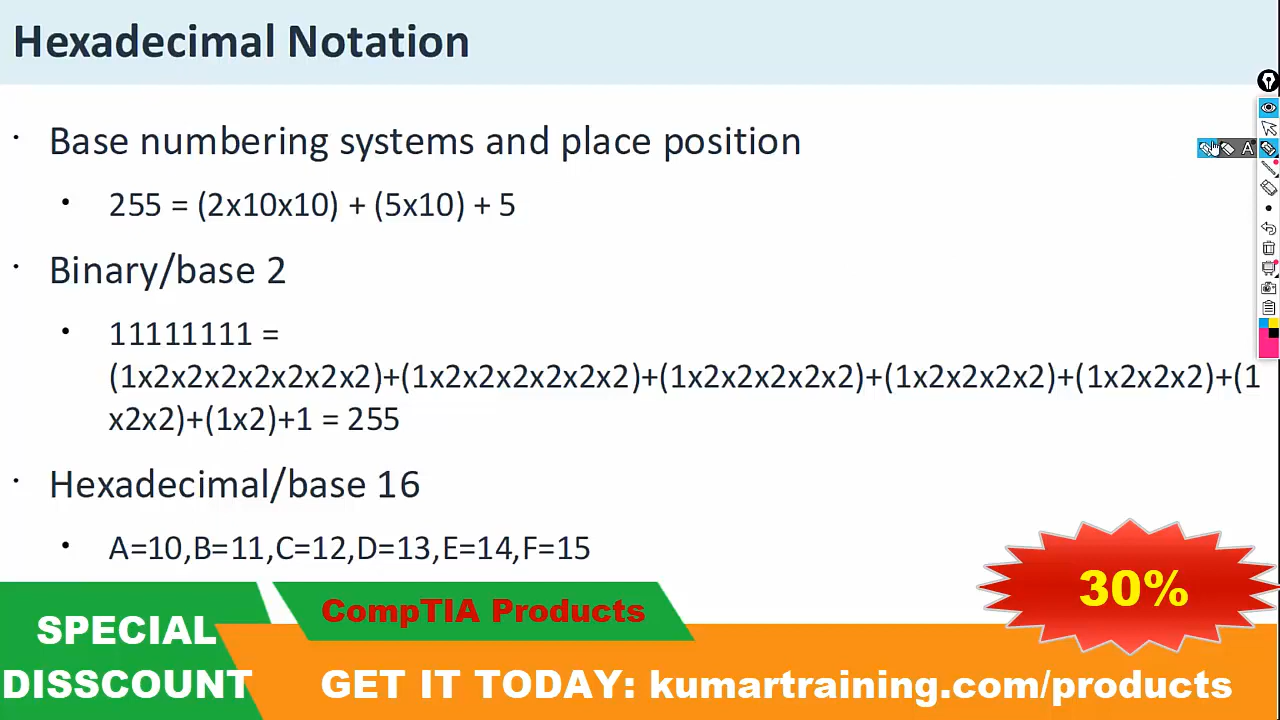 Hexadecimal Notation
· Base numbering systems and place position
• 255 = (2x10x10) + (5x10) + 5
· Binary/base 2
• 11111111 =
(1x2x2x2x2x2x2x2)+(1x2x2x2x2x2x2)+(1x2x2x2x2x2)+(1x2x2x2x2)+(1x2x2x2)+(1
x2x2)+(1x2)+1 = 255
· Hexadecimal/base 16
• A=10,B=11,C=12,D=13,E=14,F=15
30%
CompTIA Products
SPECIAL
DISSCOUNT
GET IT TODAY: kumartraining.com/products
A